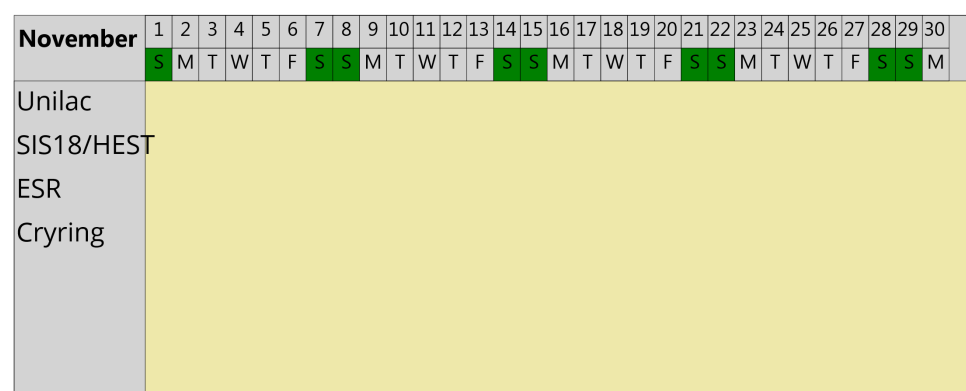 November 1 2 3 4 5 6 7 8 9 10 11 12 13 14 15 16 17 18 19 20 21 22 23 24 25 26 27 28 29 30
S M T W T F S S M T W T F S S M T W T F S S M T W T F S S M
Unilac
SIS18/HEST
ESR
Cryring